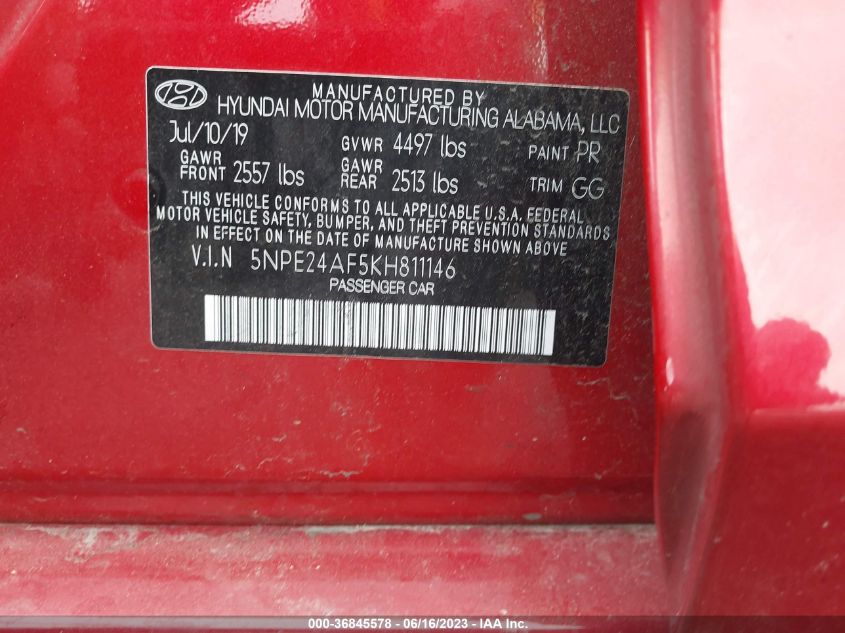 MANUFACTURED BY
HYUNDAI MOTOR MANUFACTURING ALABAMA, LLC
Jul/10/19 GVWR 4497 lbs PAINT PR
GAWR FRONT 2557 lbs GAWR REAR 2513 lbs TRIM GG
THIS VEHICLE CONFORMS TO ALL APPLICABLE U.S.A. FEDERAL
MOTOR VEHICLE SAFETY, BUMPER, AND THEFT PREVENTION STANDARDS
IN EFFECT ON THE DATE OF MANUFACTURE SHOWN ABOVE
V.I.N 5NPE24AF5KH811146
PASSENGER CAR
000-36845578 - 06/16/2023 - WWW.IAAI.COM